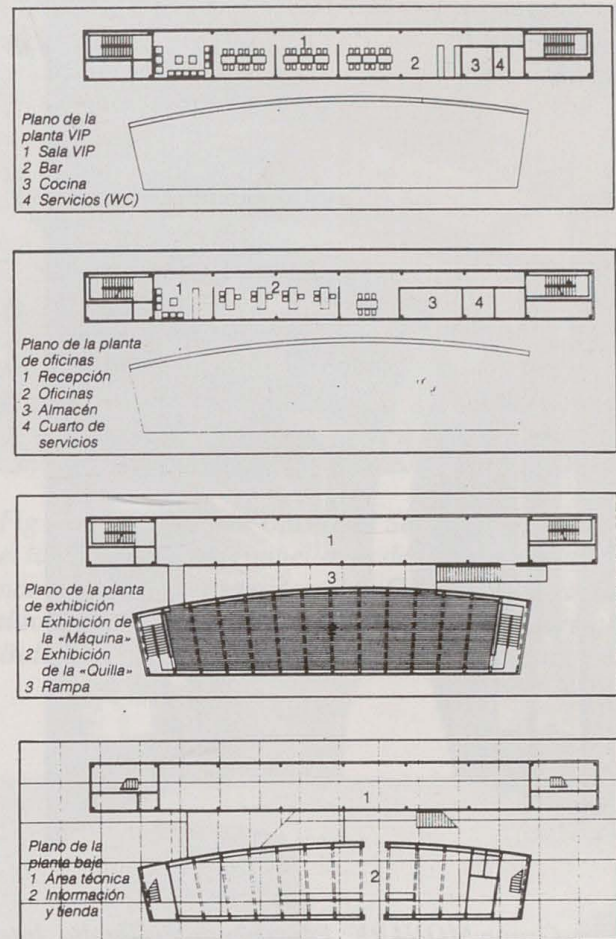 1
2
3
4
Plano de la
planta VIP
1 Sala VIP
2 Bar
3 Cocina
4 Servicios (WC)
1
2
3
4
Plano de la planta
de oficinas
1 Recepción
2 Oficinas
3 Almacén
4 Cuarto de
servicios
1
3
Plano de la planta
de exhibición
1 Exhibición de
la «Máquina»
2 Exhibición
de la «Quilla»
3 Rampa
1
Plano de la
planta baja
1 Área técnica
2 Información
y tienda
2